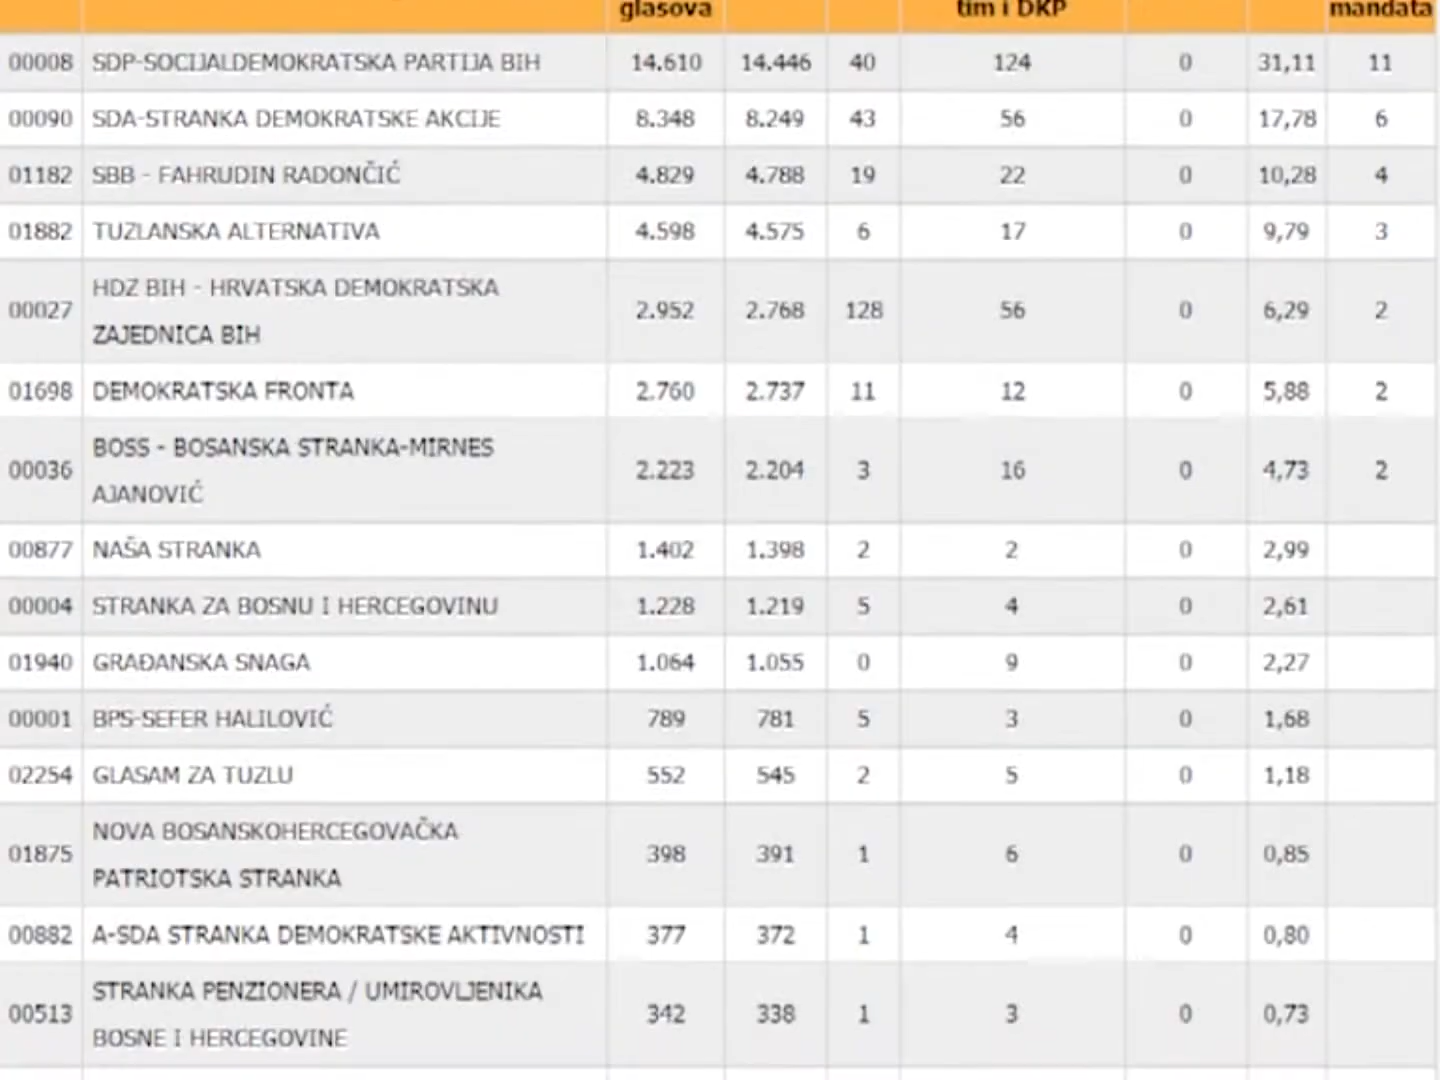 glasova tim i DKP mandata
00008 SDP-SOCIJALDEMOKRATSKA PARTIJA BIH 14.610 14.446 40 124 0 31,11 11
00090 SDA-STRANKA DEMOKRATSKE AKCIJE 8.348 8.249 43 56 0 17,78 6
01182 SBB - FAHRUDIN RADONČIĆ 4.829 4.788 19 22 0 10,28 4
01882 TUZLANSKA ALTERNATIVA 4.598 4.575 6 17 0 9,79 3
HDZ BIH - HRVATSKA DEMOKRATSKA
00027 2.952 2.768 128 56 0 6,29 2
ZAJEDNICA BIH
01698 DEMOKRATSKA FRONTA 2.760 2.737 11 12 0 5,88 2
BOSS - BOSANSKA STRANKA-MIRNES
00036 2.223 2.204 3 16 0 4,73 2
AJANOVIĆ
00877 NAŠA STRANKA 1.402 1.398 2 2 0 2,99
00004 STRANKA ZA BOSNU I HERCEGOVINU 1.228 1.219 5 4 0 2,61
01940 GRAĐANSKA SNAGA 1.064 1.055 0 9 0 2,27
00001 BPS-SEFER HALILOVIĆ 789 781 5 3 0 1,68
02254 GLASAM ZA TUZLU 552 545 2 5 0 1,18
NOVA BOSANSKOHERCEGOVAČKA
01875 398 391 1 6 0 0,85
PATRIOTSKA STRANKA
00882 A-SDA STRANKA DEMOKRATSKE AKTIVNOSTI 377 372 1 4 0 0,80
STRANKA PENZIONERA / UMIROVLJENIKA
00513 342 338 1 3 0 0,73
BOSNE I HERCEGOVINE